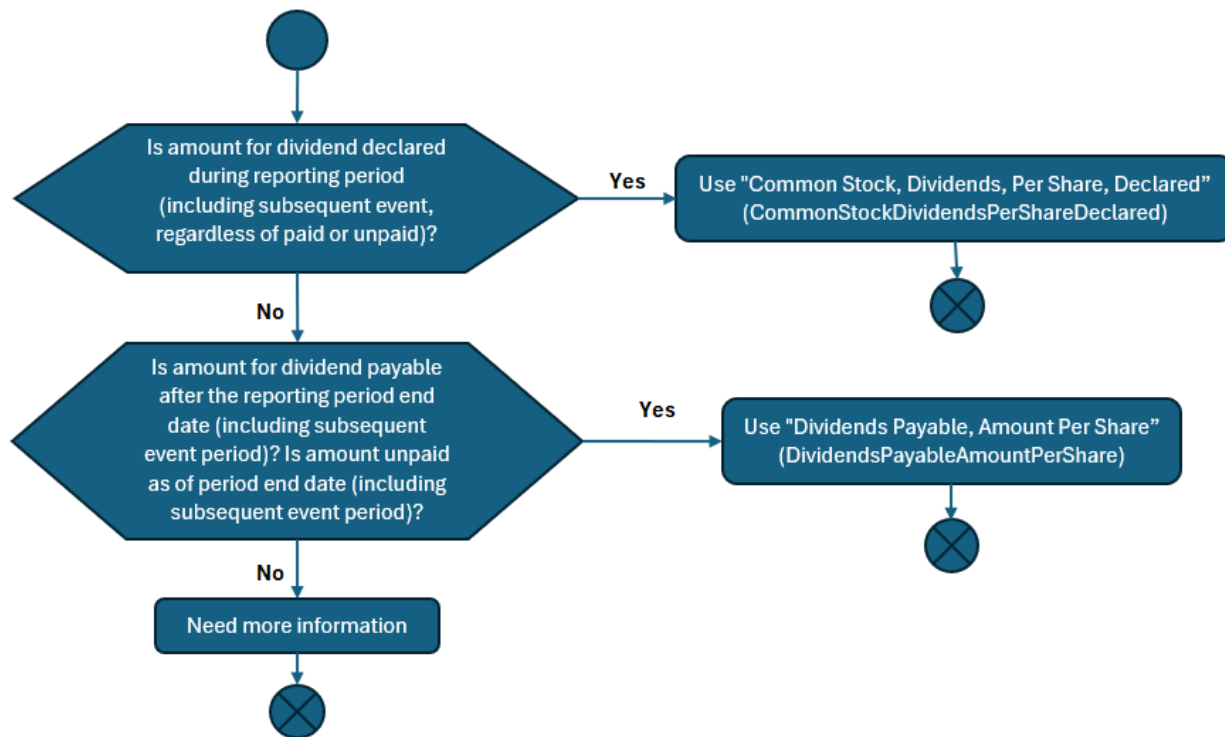 Is amount for dividend declared
during reporting period
(including subsequent event,
regardless of paid or unpaid)?
Yes
Use "Common Stock, Dividends, Per Share, Declared”
(CommonStockDividendsPerShareDeclared)
No
Is amount for dividend payable
after the reporting period end
date (including subsequent
event period)? Is amount unpaid
as of period end date (including
subsequent event period)?
Yes
Use "Dividends Payable, Amount Per Share”
(DividendsPayableAmountPerShare)
No
Need more information